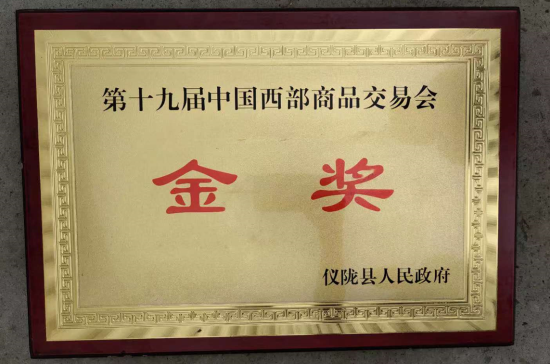 第十九届中国西部商品交易会
金奖
仪陇县人民政府